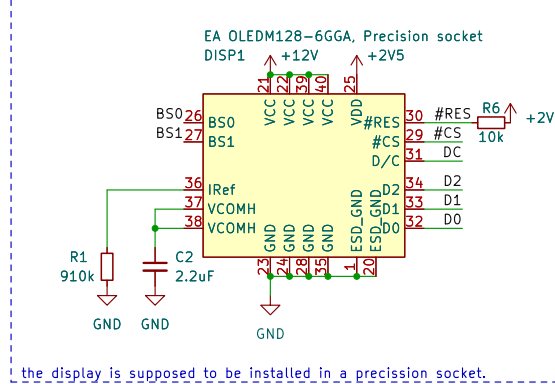 EA OLEDM128-6GGA, Precision socket
DISP1 +12V +2V5
21 22 39 40 25
VCC VCC VCC VCC VDD
BS0 26 BS0 #RES 30 #RES R6 +2V
BS1 27 BS1 #CS 29 #CS 10k
D/C 31 DC
36 IRef D2 34 D2
37 VCOMH D1 33 D1
38 VCOMH D0 32 D0
GND GND GND GND ESD_GND ESD_GND
23 24 28 35 1 20
R1 910k
C2 2.2uF
GND GND GND
the display is supposed to be installed in a precission socket.